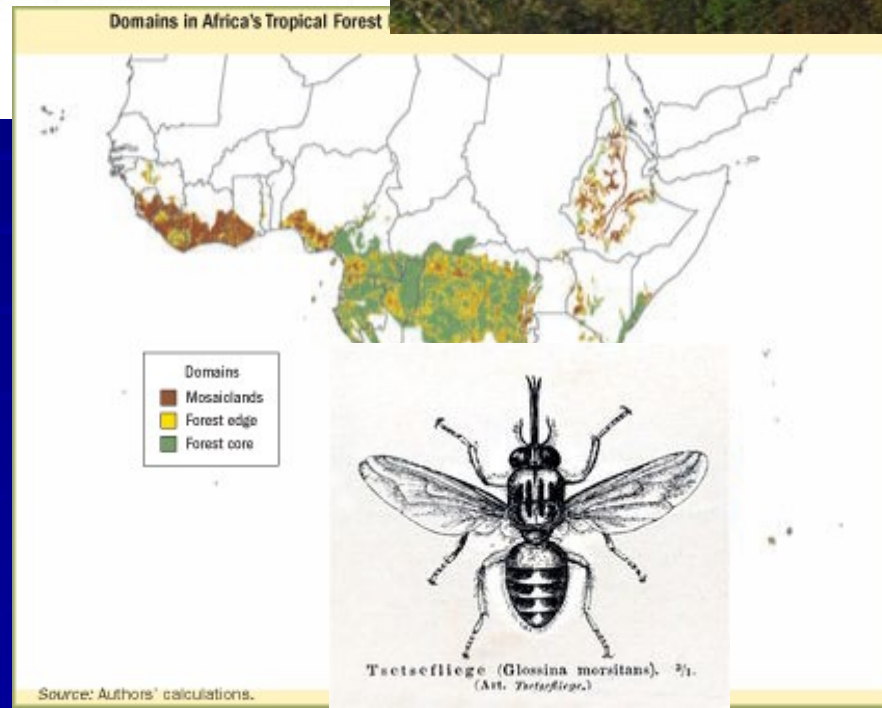 Domains in Africa's Tropical Forest
Domains
Mosaiclands
Forest edge
Forest core
Tsetsefliege (Glossina morsitans). ²/₁.
(Art. Tsetsefliege.)
Source: Authors' calculations.